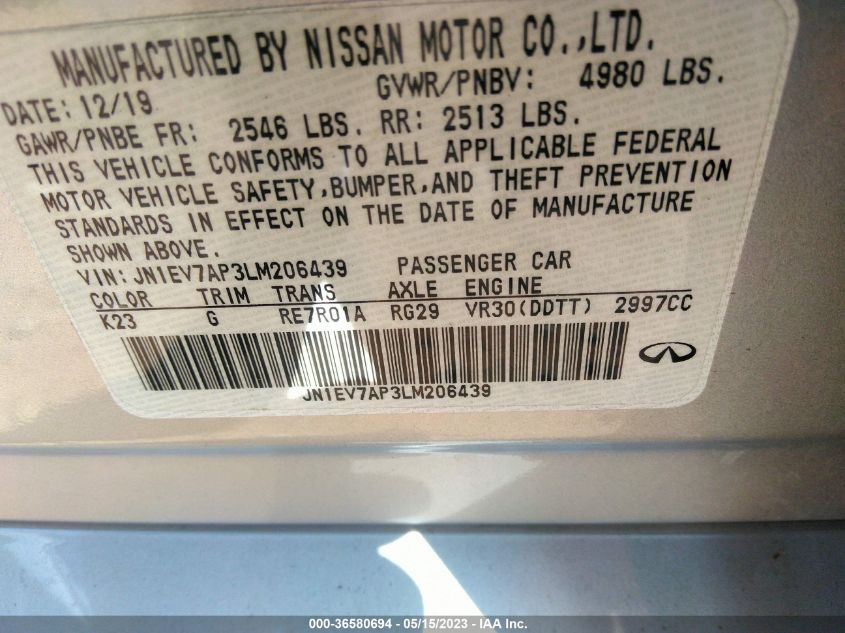 MANUFACTURED BY NISSAN MOTOR CO.,LTD.
DATE: 12/19 GVWR/PNBV: 4980 LBS.
GAWR/PNBE FR: 2546 LBS. RR: 2513 LBS.
THIS VEHICLE CONFORMS TO ALL APPLICABLE FEDERAL
MOTOR VEHICLE SAFETY,BUMPER,AND THEFT PREVENTION
STANDARDS IN EFFECT ON THE DATE OF MANUFACTURE
SHOWN ABOVE.
VIN: JN1EV7AP3LM206439 PASSENGER CAR
COLOR TRIM TRANS AXLE ENGINE
K23 G RE7R01A RG29 VR30(DDTT) 2997CC
JN1EV7AP3LM206439
000-36580694 - 05/15/2023 - IAA Inc.